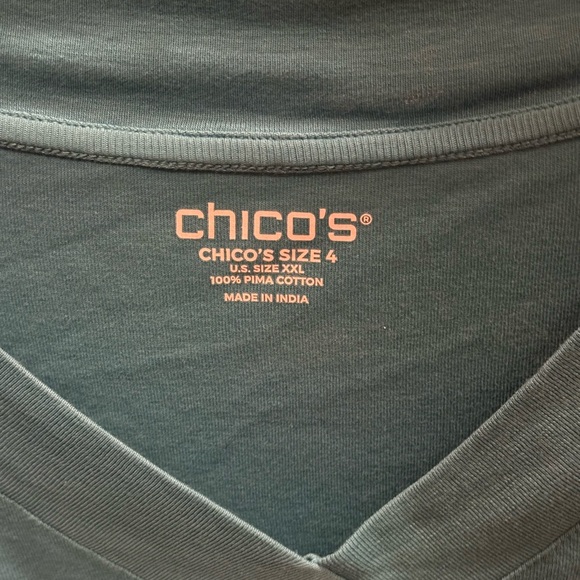 chico's®
CHICO'S SIZE 4
U.S. SIZE XXL
100% PIMA COTTON
MADE IN INDIA